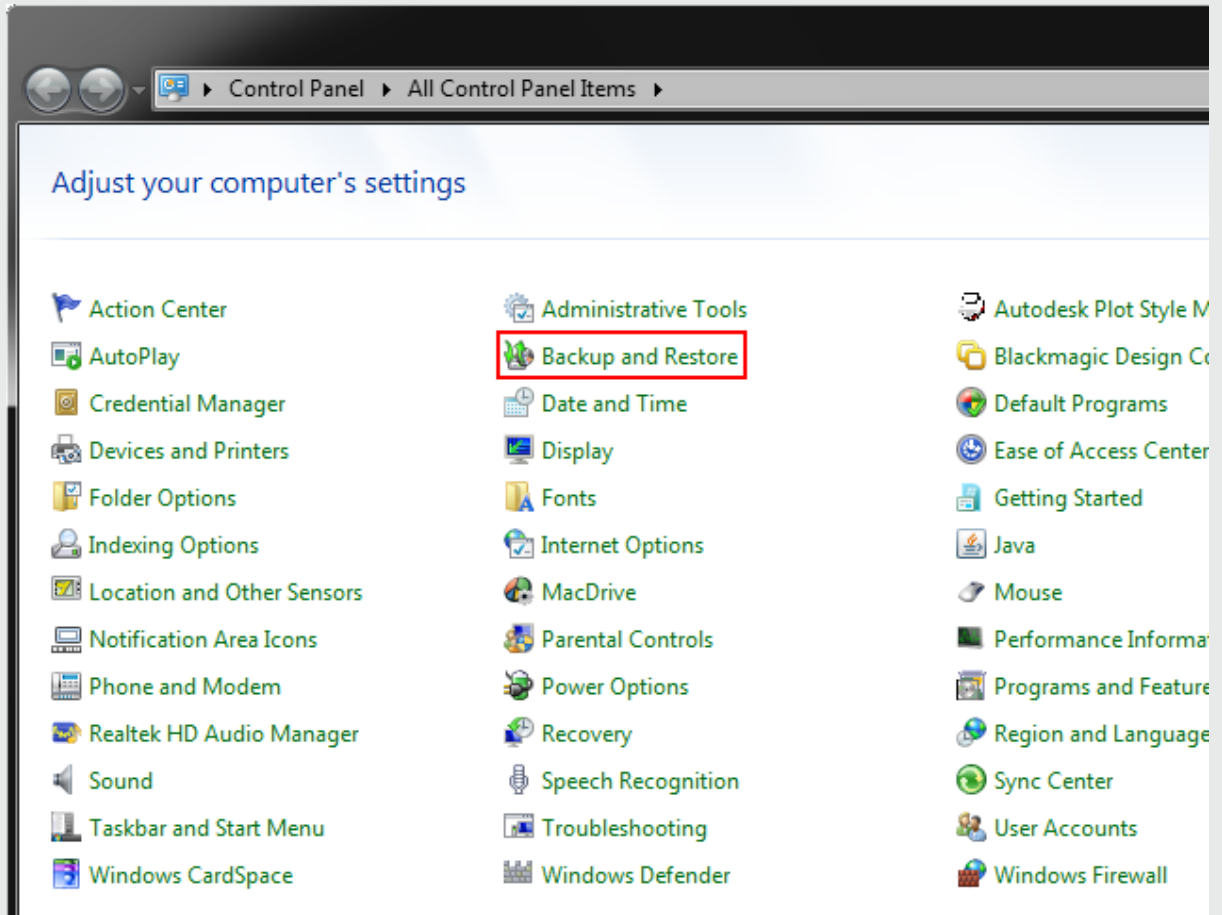 Control Panel All Control Panel Items
Adjust your computer's settings
Action Center Administrative Tools Autodesk Plot Style
AutoPlay Backup and Restore Blackmagic Design
Credential Manager Date and Time Default Programs
Devices and Printers Display Ease of Access Center
Folder Options Fonts Getting Started
Indexing Options Internet Options Java
Location and Other Sensors MacDrive Mouse
Notification Area Icons Parental Controls Performance
Phone and Modem Power Options Programs and
Realtek HD Audio Manager Recovery Region and Language
Sound Speech Recognition Sync Center
Taskbar and Start Menu Troubleshooting User Accounts
Windows CardSpace Windows Defender Windows Firewall